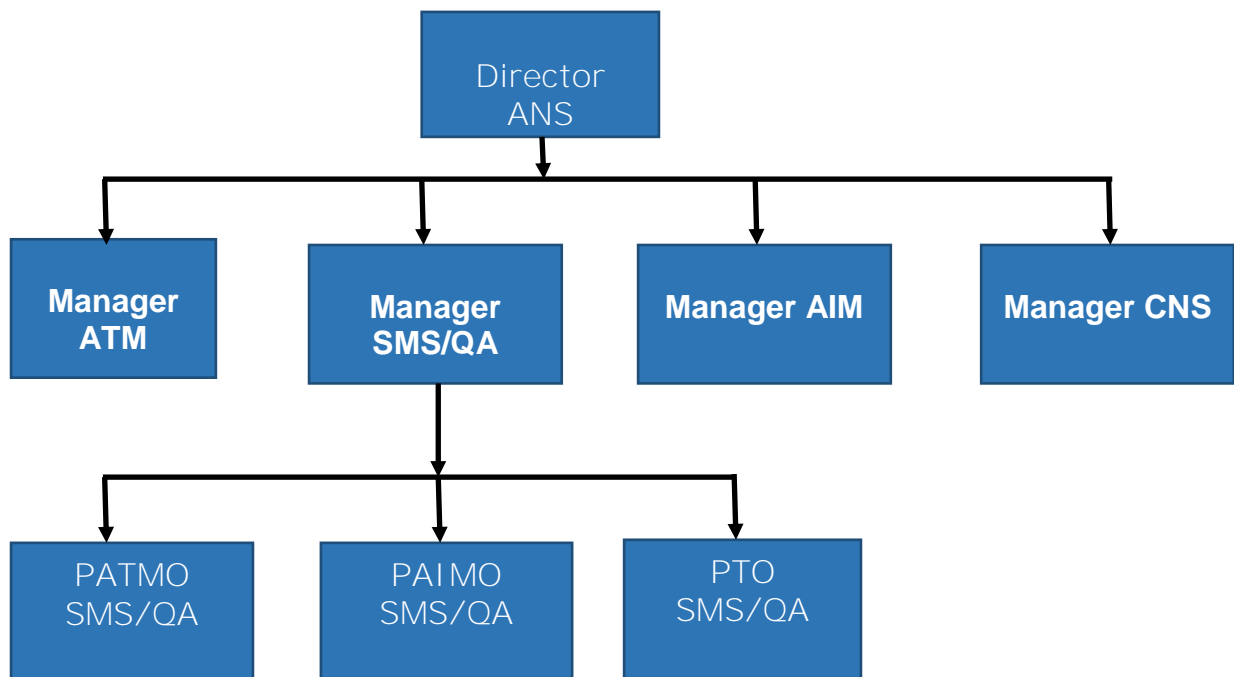 Director
ANS
Manager
ATM
Manager
SMS/QA
Manager AIM
Manager CNS
PATMO
SMS/QA
PAIMO
SMS/QA
PTO
SMS/QA